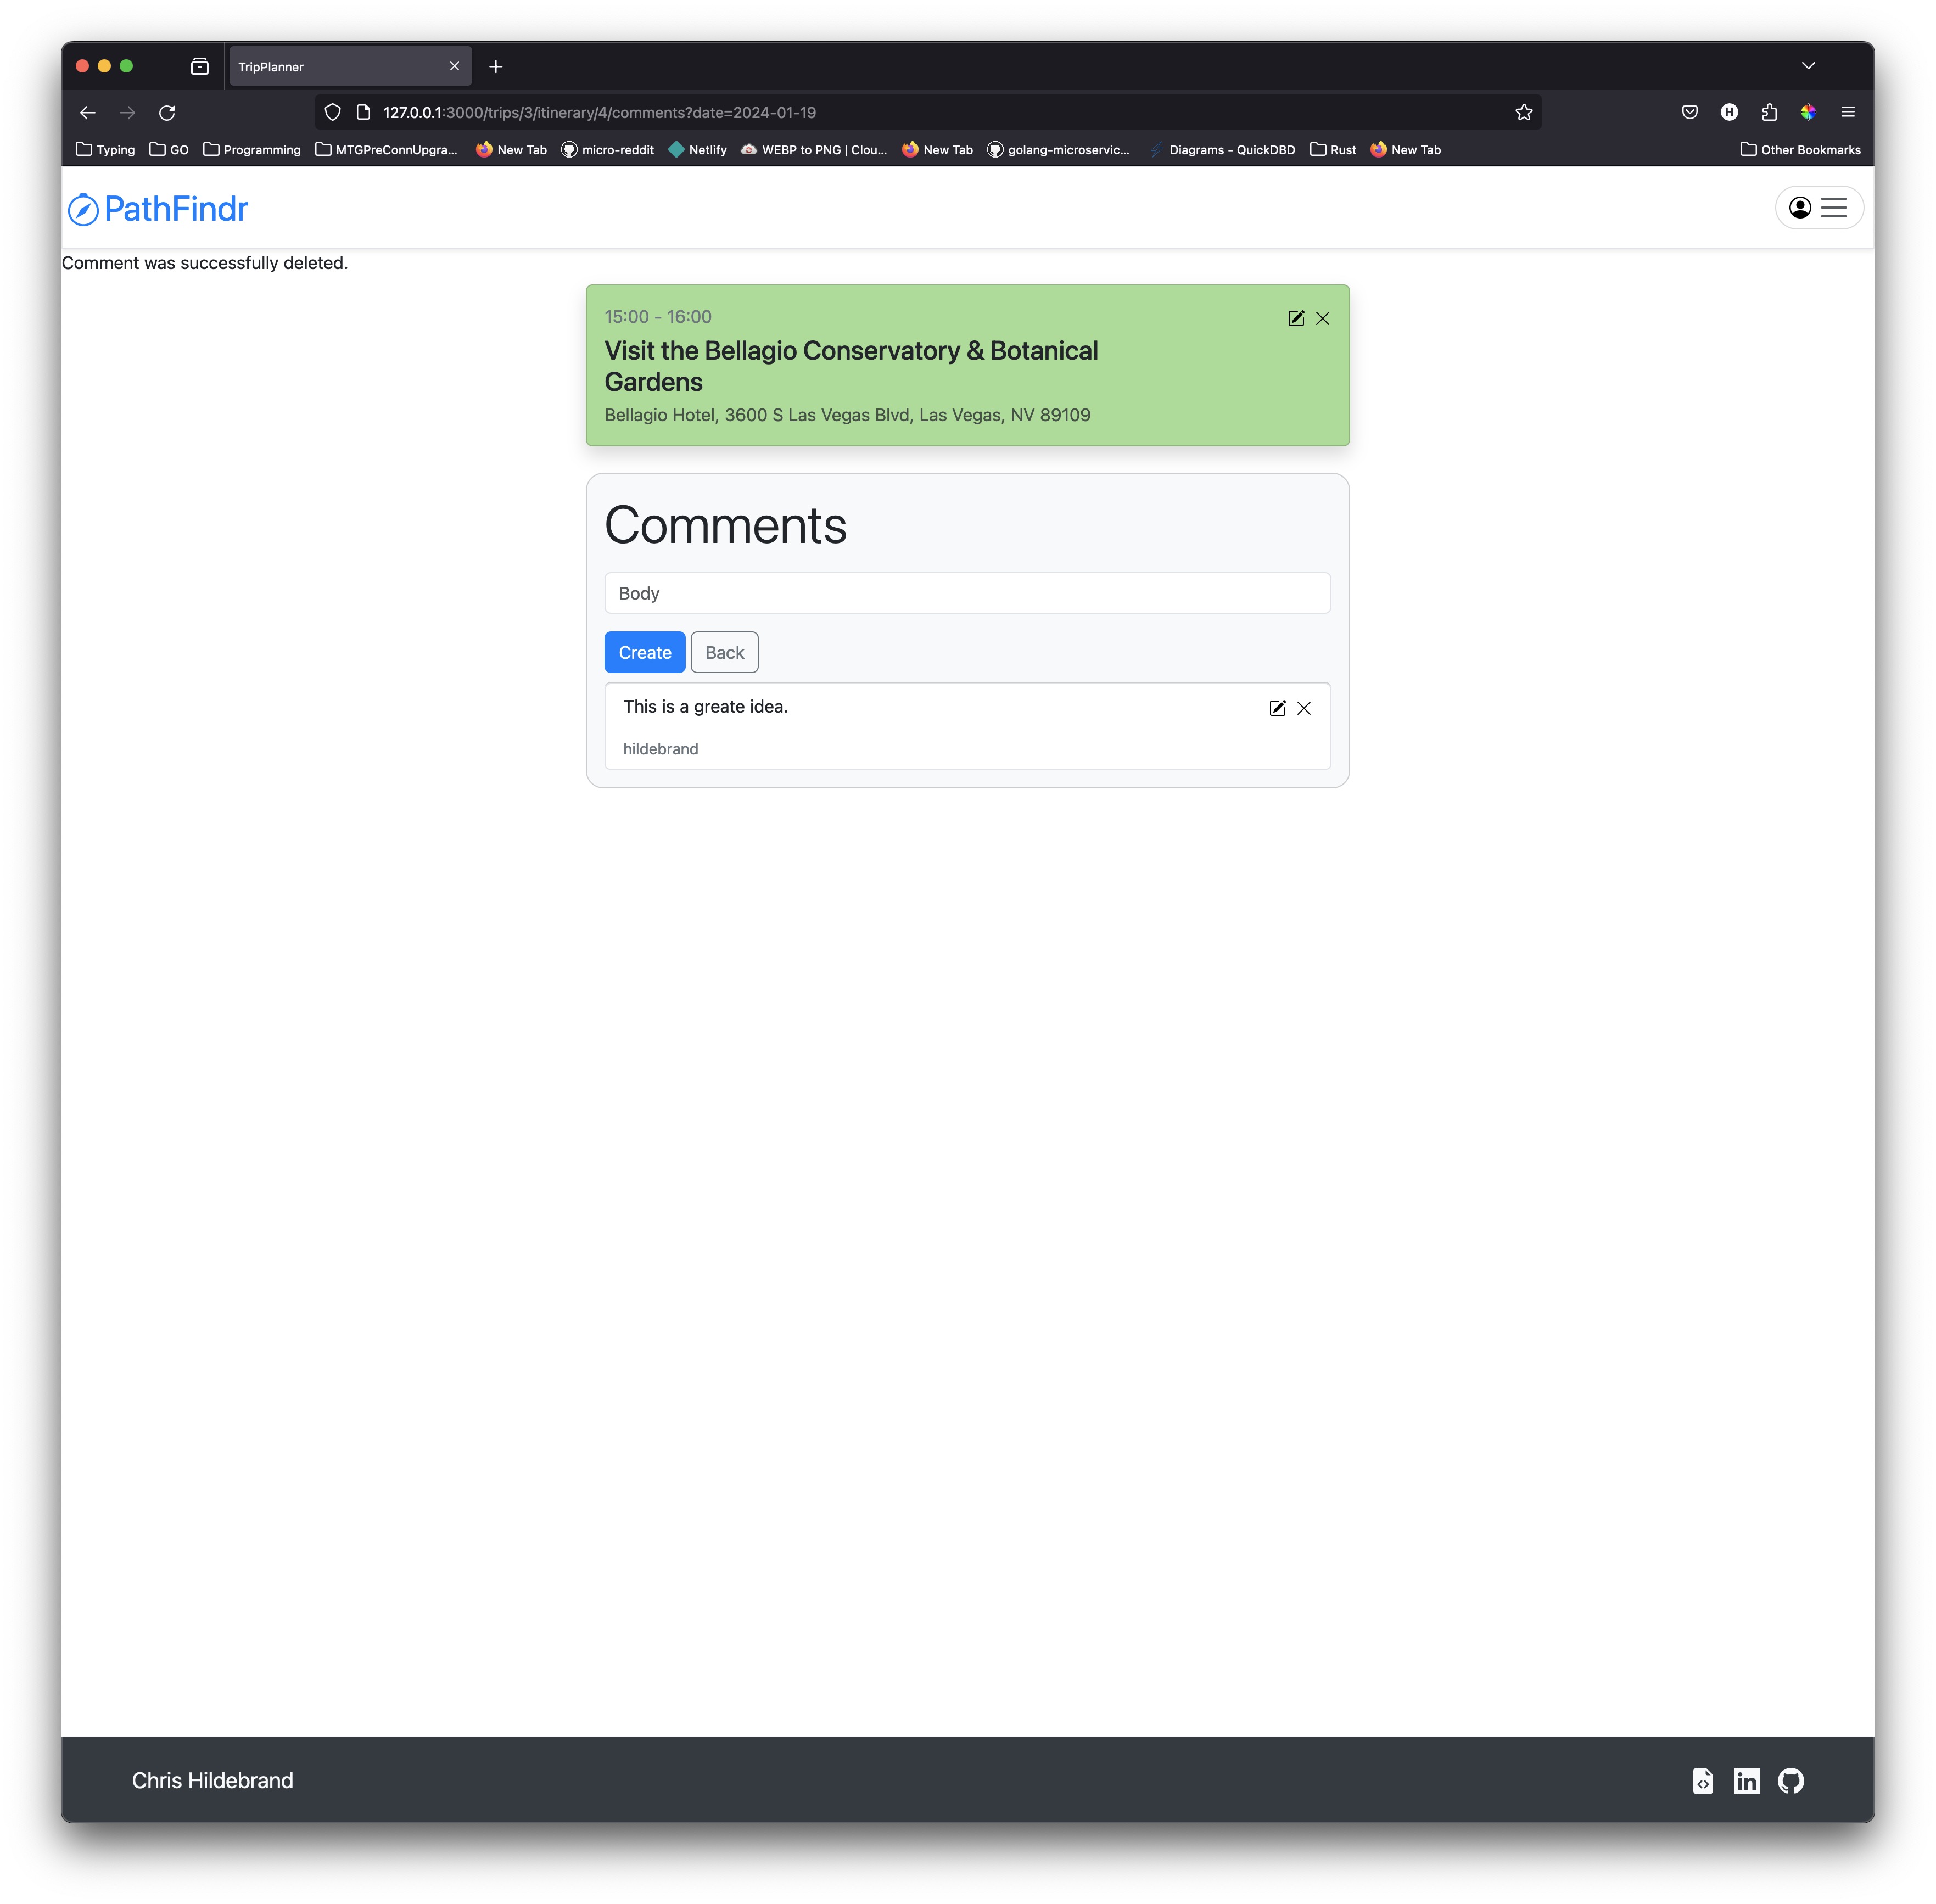 TripPlanner
127.0.0.1:3000/trips/3/itinerary/4/comments?date=2024-01-19
H
Typing GO Programming MTGPreConnUpgra... New Tab micro-reddit Netlify WEBP to PNG | Clou... New Tab golang-microservic... Diagrams - QuickDBD Rust New Tab Other Bookmarks
PathFindr
Comment was successfully deleted.
15:00 - 16:00
Visit the Bellagio Conservatory & Botanical
Gardens
Bellagio Hotel, 3600 S Las Vegas Blvd, Las Vegas, NV 89109
Comments
Body
Create Back
This is a greate idea.
hildebrand
Chris Hildebrand
in